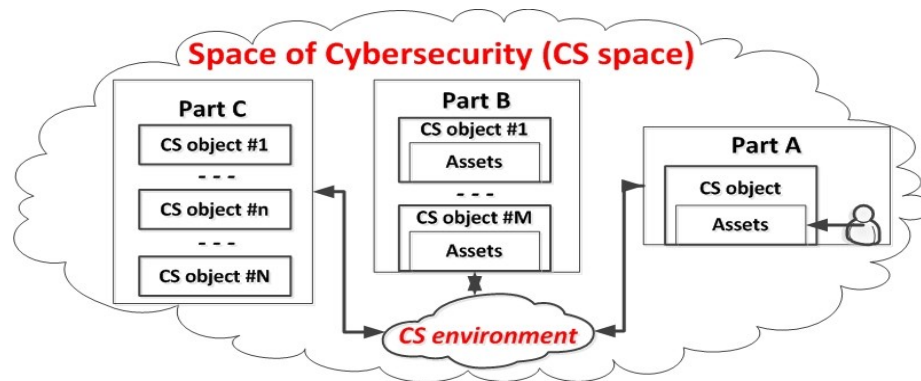 Space of Cybersecurity (CS space)
Part C
CS object #1
- - -
CS object #n
- - -
CS object #N
Part B
CS object #1
Assets
- - -
CS object #M
Assets
Part A
CS object
Assets
CS environment